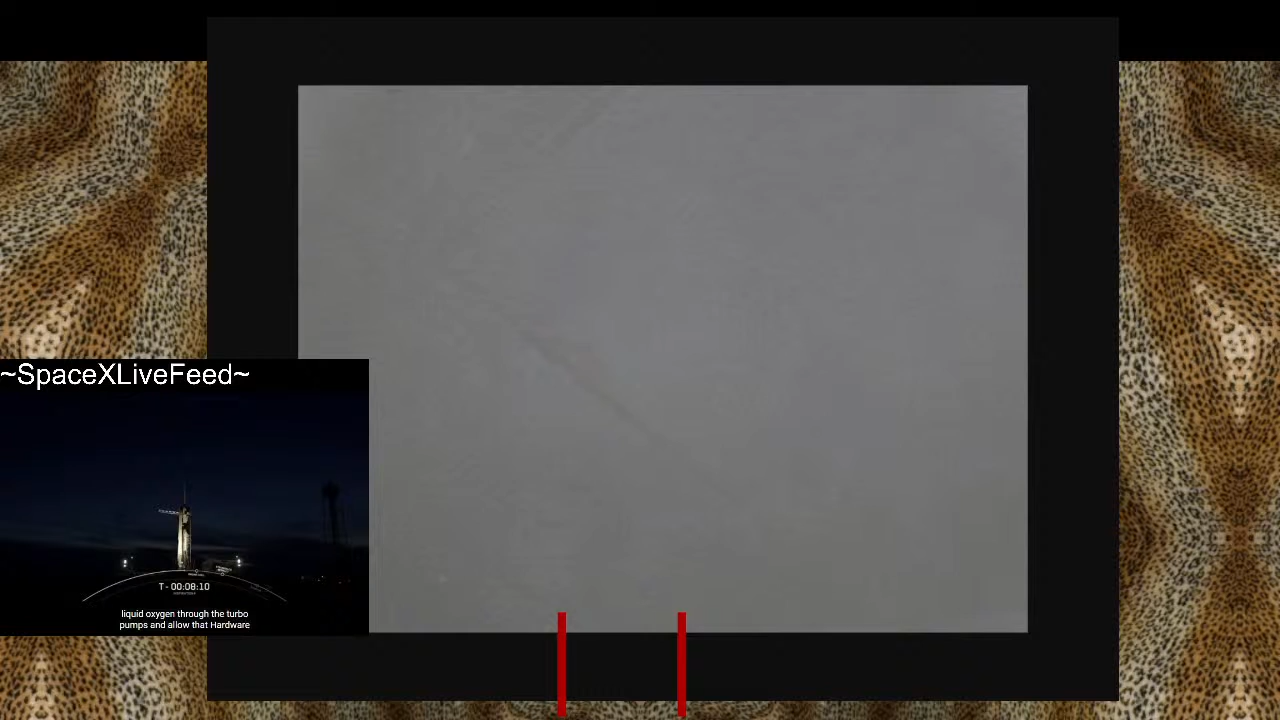 ~SpaceXLiveFeed~
T - 00:08:10
liquid oxygen through the turbo
pumps and allow that Hardware